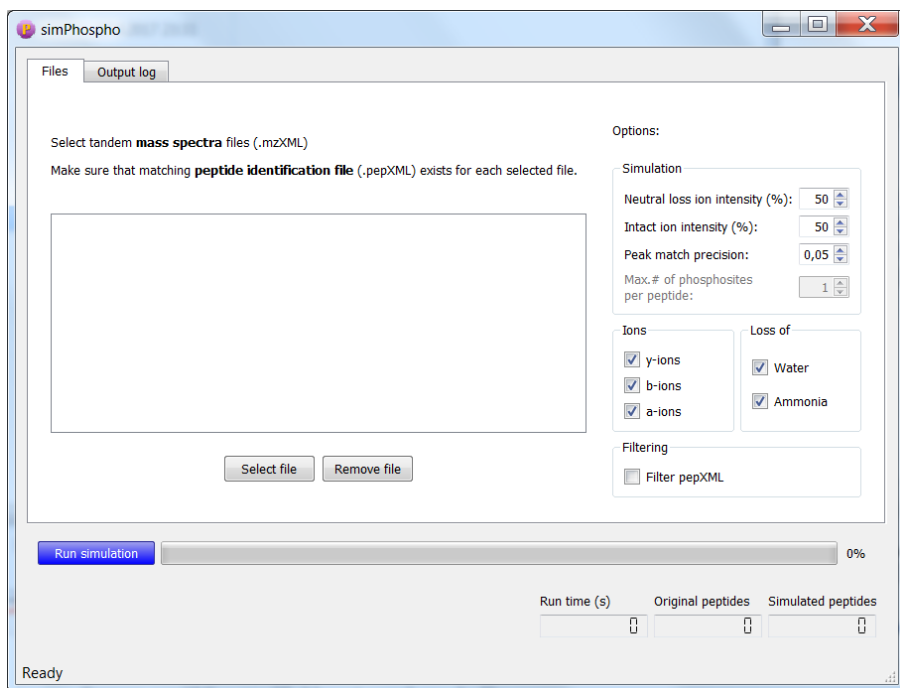 simPhospho
Files
Output log
Select tandem mass spectra files (.mzXML)
Make sure that matching peptide identification file (.pepXML) exists for each selected file.
Select file
Remove file
Options:
Simulation
Neutral loss ion intensity (%): 50
Intact ion intensity (%): 50
Peak match precision: 0,05
Max.# of phosphosites
per peptide: 1
Ions
y-ions
b-ions
a-ions
Loss of
Water
Ammonia
Filtering
Filter pepXML
Run simulation
0%
Run time (s)
Original peptides
Simulated peptides
0
0
0
Ready